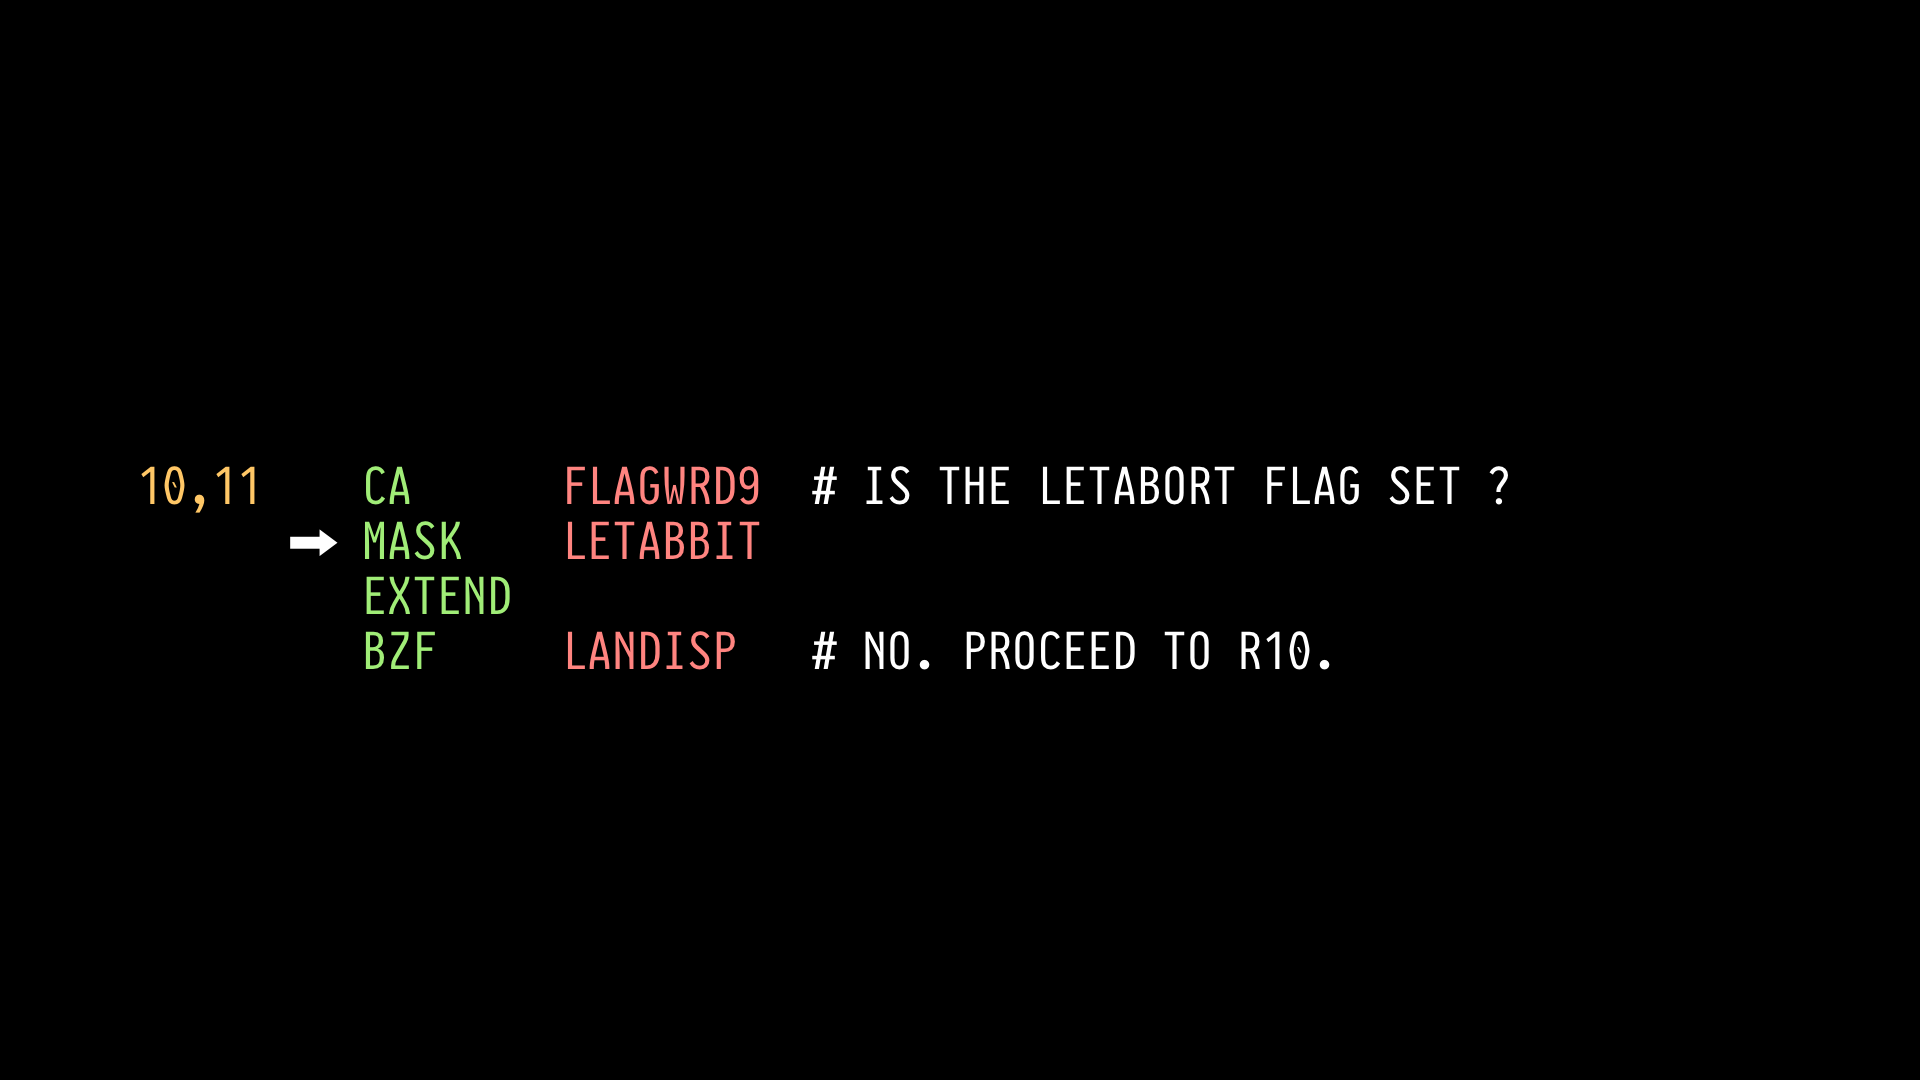 10,11 CA FLAGWRD9 # IS THE LETABORT FLAG SET ?
MASK LETABBIT
EXTEND
BZF LANDISP # NO. PROCEED TO R10.